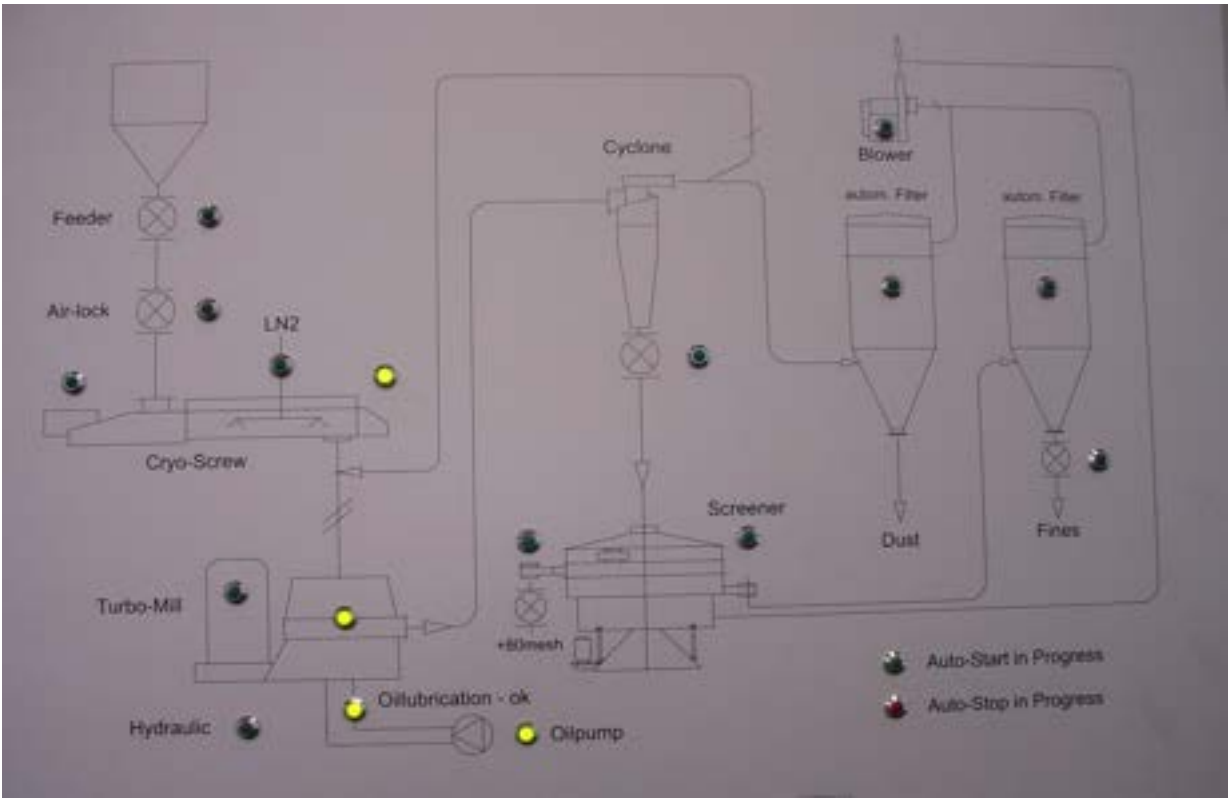 Cyclone
Blower
autom. Filter
autom. Filter
Feeder
Air-lock
LN2
Cryo-Screw
Screener
Dust
Fines
Turbo-Mill
+80mesh
Auto-Start in Progress
Oillubrication - ok
Auto-Stop in Progress
Hydraulic
Oilpump